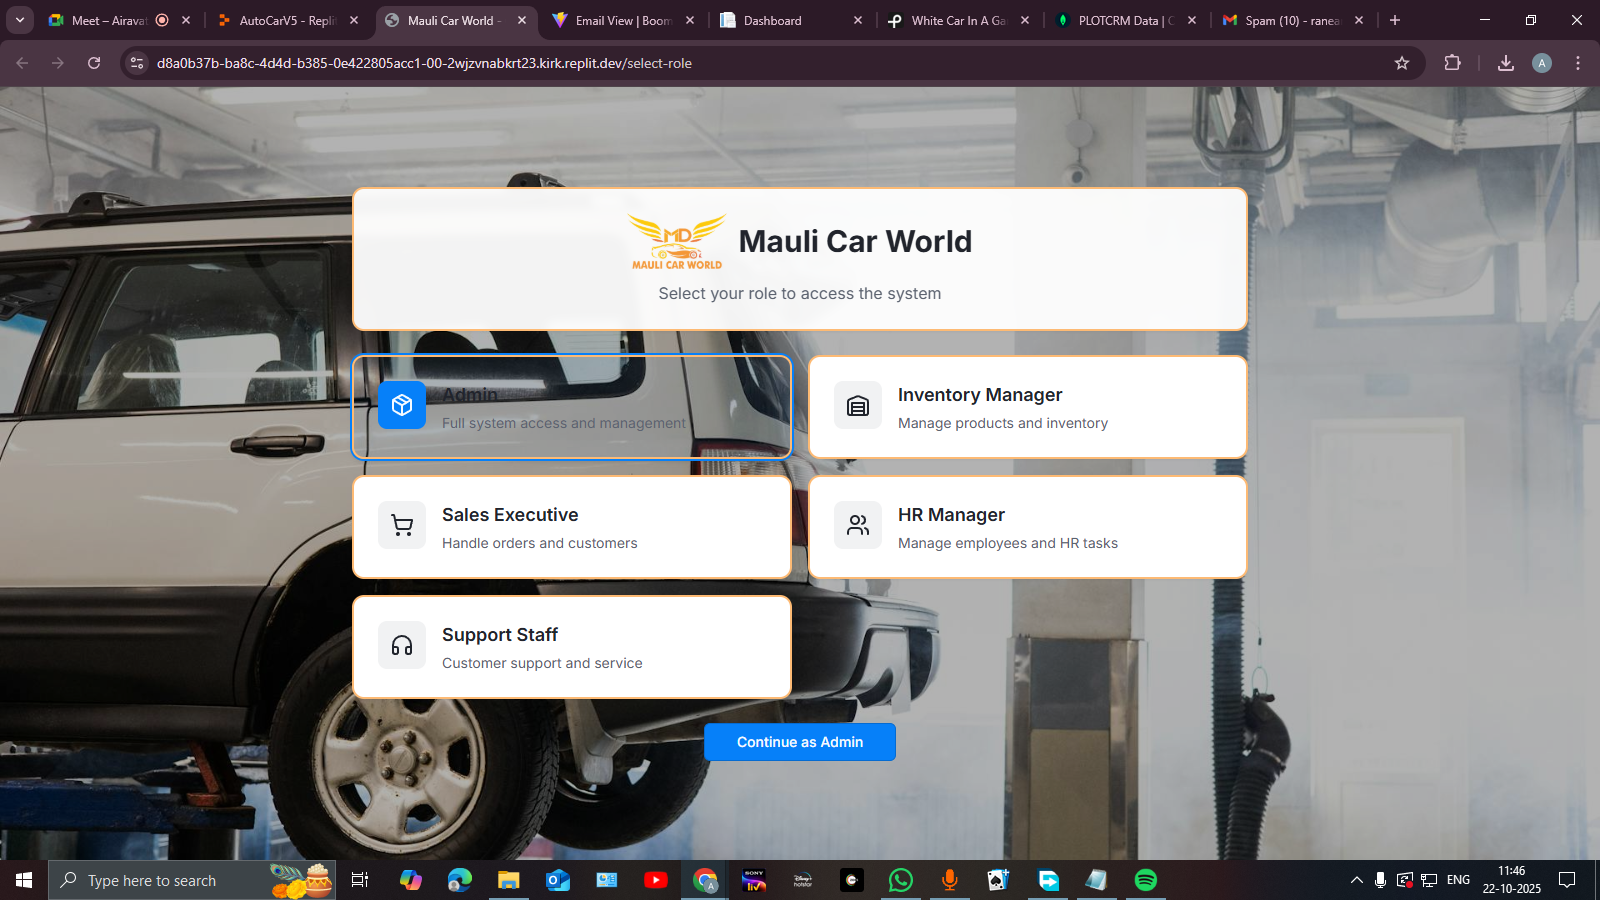 Meet – Airavat
AutoCarV5 - Replit
Mauli Car World -
Email View | Boom
Dashboard
White Car In A Ga
PLOTCRM Data | C
Spam (10) - ranea
d8a0b37b-ba8c-4d4d-b385-0e422805acc1-00-2wjzvnabkrt23.kirk.replit.dev/select-role
A
MD
MAULI CAR WORLD
Mauli Car World
Select your role to access the system
Admin
Full system access and management
Inventory Manager
Manage products and inventory
Sales Executive
Handle orders and customers
HR Manager
Manage employees and HR tasks
Support Staff
Customer support and service
Continue as Admin
Type here to search
A
SONY
liv
hotstar
ENG
11:46
22-10-2025